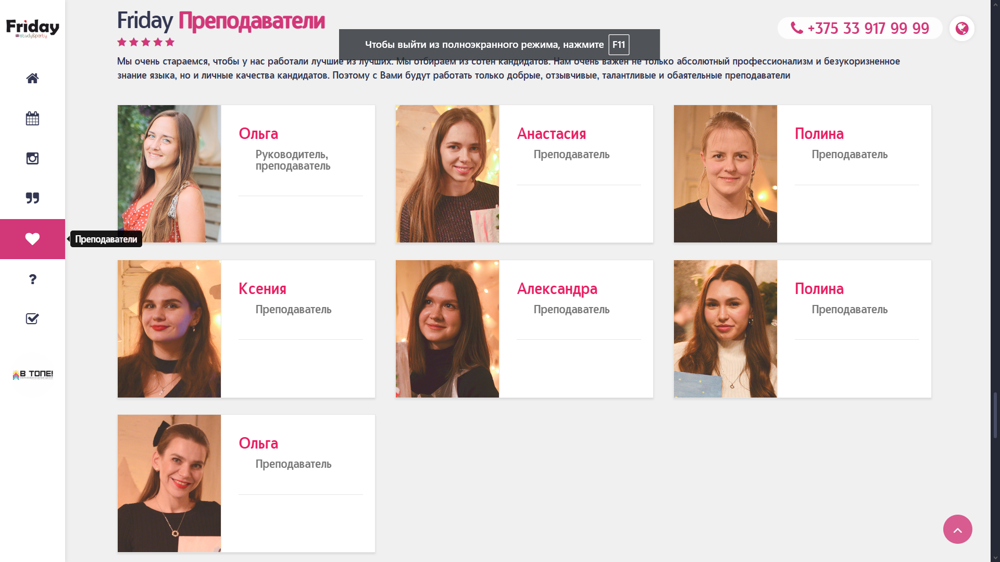 Friday
study&party
Friday Преподаватели
+375 33 917 99 99
Чтобы выйти из полноэкранного режима, нажмите F11
Мы очень стараемся, чтобы у нас работали лучшие из лучших. Мы отбираем из сотен кандидатов. Нам очень важен не только абсолютный профессионализм и безукоризненное
знание языка, но и личные качества кандидатов. Поэтому с Вами будут работать только добрые, отзывчивые, талантливые и обаятельные преподаватели
Ольга
Руководитель,
преподаватель
Анастасия
Преподаватель
Полина
Преподаватель
Преподаватели
Ксения
Преподаватель
Александра
Преподаватель
Полина
Преподаватель
В ТОПЕ!
ОБРАЗОВАТЕЛЬНЫЙ ЦЕНТР
Ольга
Преподаватель